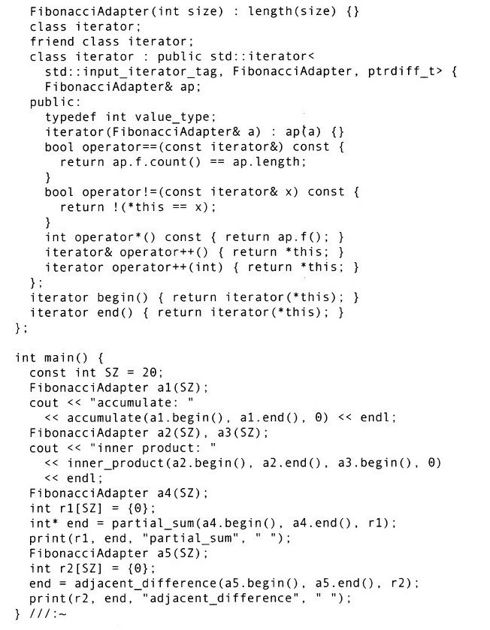 FibonacciAdapter(int size) : length(size) {}
class iterator;
friend class iterator;
class iterator : public std::iterator<
std::input_iterator_tag, FibonacciAdapter, ptrdiff_t> {
FibonacciAdapter& ap;
public:
typedef int value_type;
iterator(FibonacciAdapter& a) : ap(a) {}
bool operator==(const iterator&) const {
return ap.f.count() == ap.length;
}
bool operator!=(const iterator& x) const {
return !(*this == x);
}
int operator*() const { return ap.f(); }
iterator& operator++() { return *this; }
iterator operator++(int) { return *this; }
};
iterator begin() { return iterator(*this); }
iterator end() { return iterator(*this); }
};
int main() {
const int SZ = 20;
FibonacciAdapter a1(SZ);
cout << "accumulate: "
<< accumulate(a1.begin(), a1.end(), 0) << endl;
FibonacciAdapter a2(SZ), a3(SZ);
cout << "inner product: "
<< inner_product(a2.begin(), a2.end(), a3.begin(), 0)
<< endl;
FibonacciAdapter a4(SZ);
int r1[SZ] = {0};
int* end = partial_sum(a4.begin(), a4.end(), r1);
print(r1, end, "partial_sum", " ");
FibonacciAdapter a5(SZ);
int r2[SZ] = {0};
end = adjacent_difference(a5.begin(), a5.end(), r2);
print(r2, end, "adjacent_difference", " ");
} ///:~